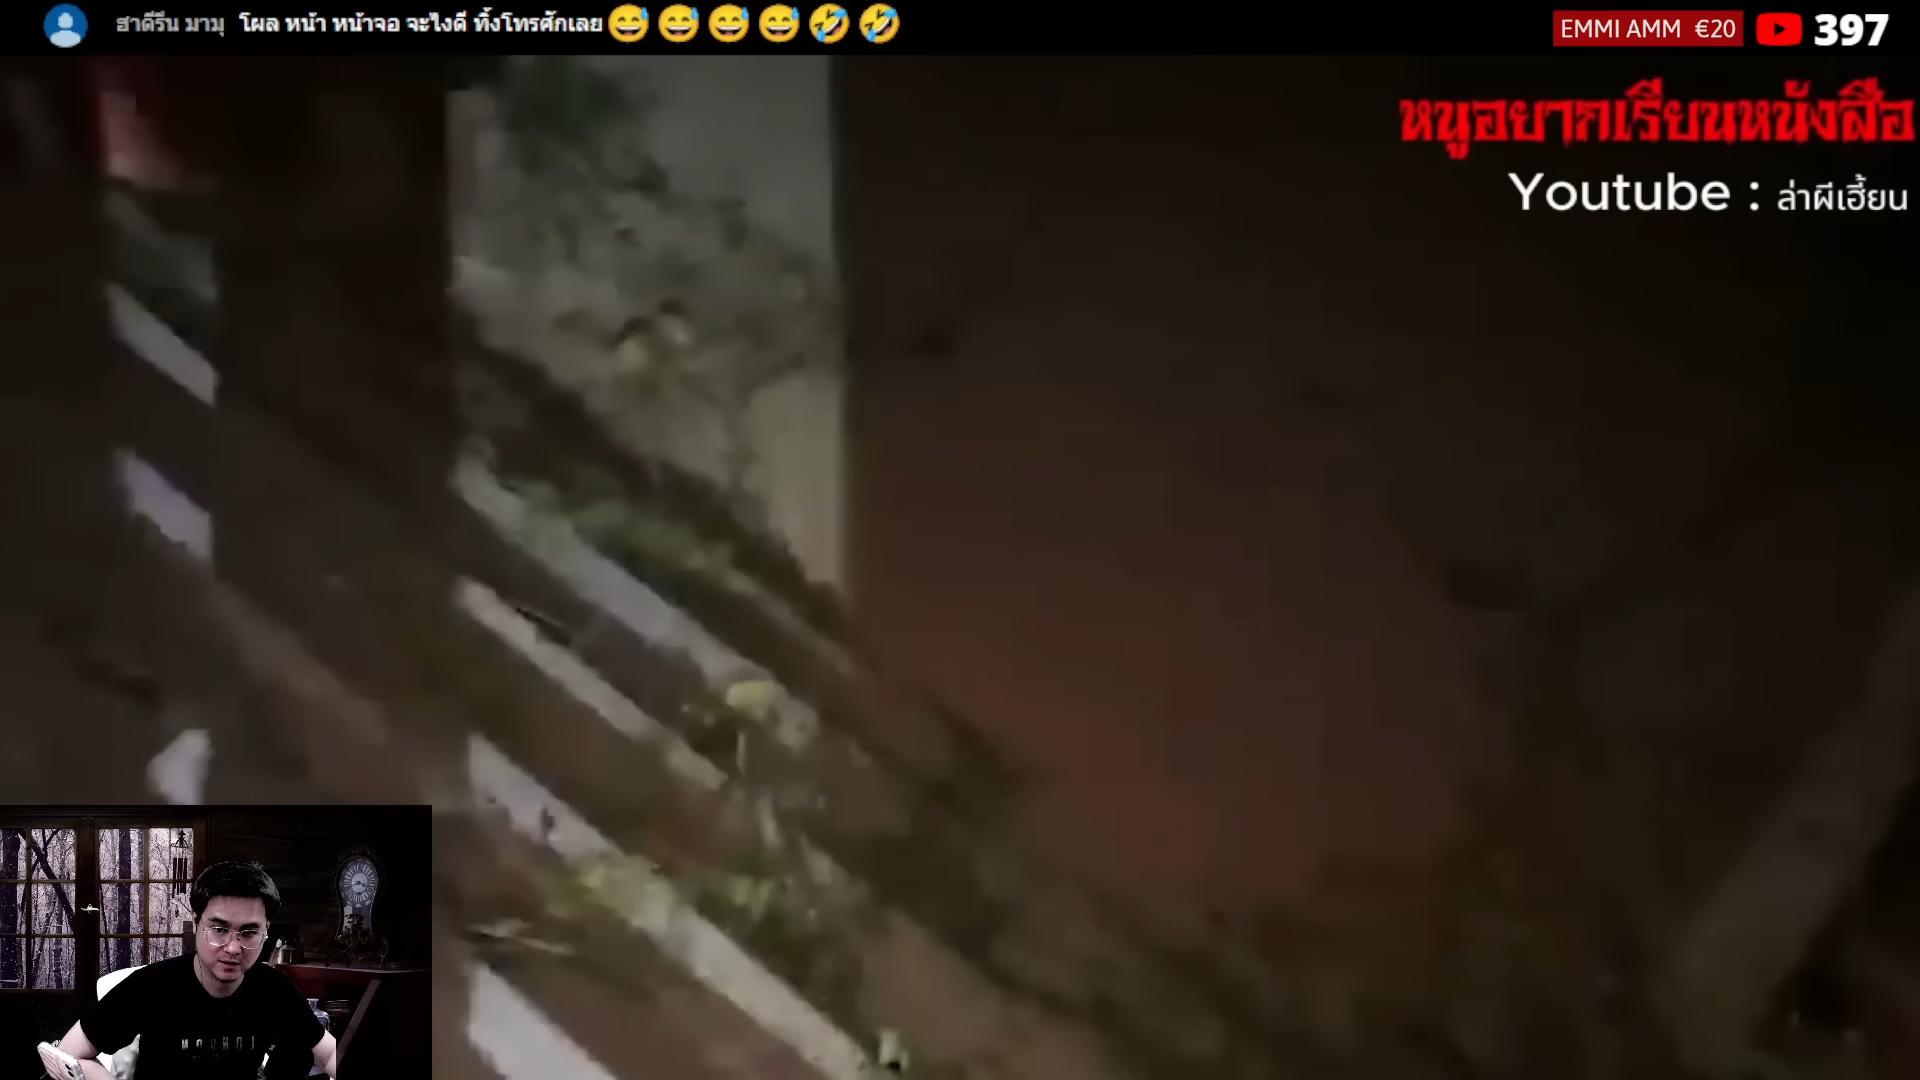 ฮาดีรีน มามุ โผล หน้า หน้าจอ จะไงดี ทิ้งโทรศักเลย😅😅😅😅🤣🤣
EMMI AMM €20
397
หนูอยากเรียนหนังสือ
Youtube : ล่าผีเฮี้ยน